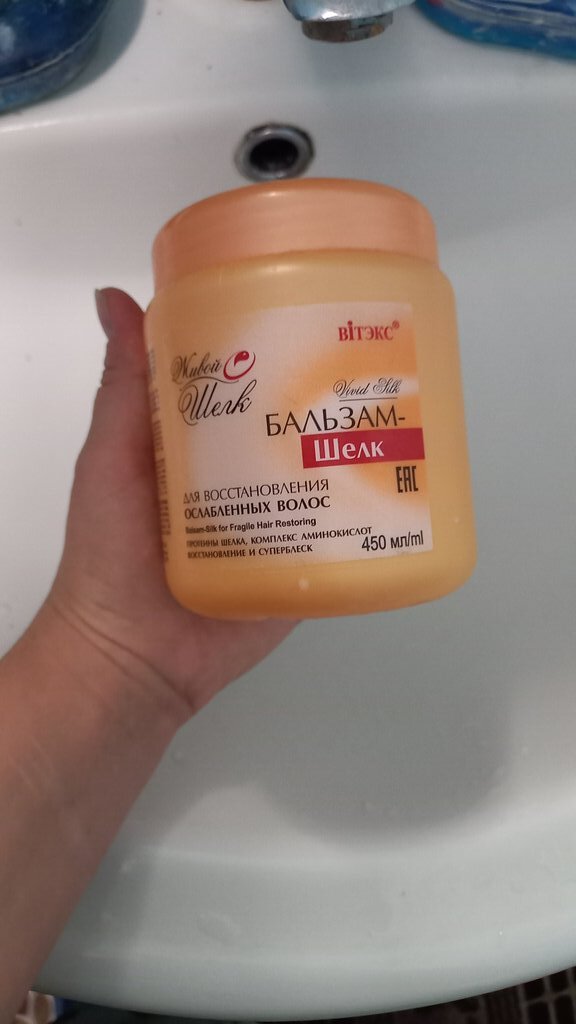 ВІТЭКС®
Живой
Шелк
Vivid Silk
БАЛЬЗАМ-
Шелк
EAC
ДЛЯ ВОССТАНОВЛЕНИЯ
ОСЛАБЛЕННЫХ ВОЛОС
Balsam-Silk for Fragile Hair Restoring
ПРОТЕИНЫ ШЕЛКА, КОМПЛЕКС АМИНОКИСЛОТ
ВОССТАНОВЛЕНИЕ И СУПЕРБЛЕСК
450 мл/ml